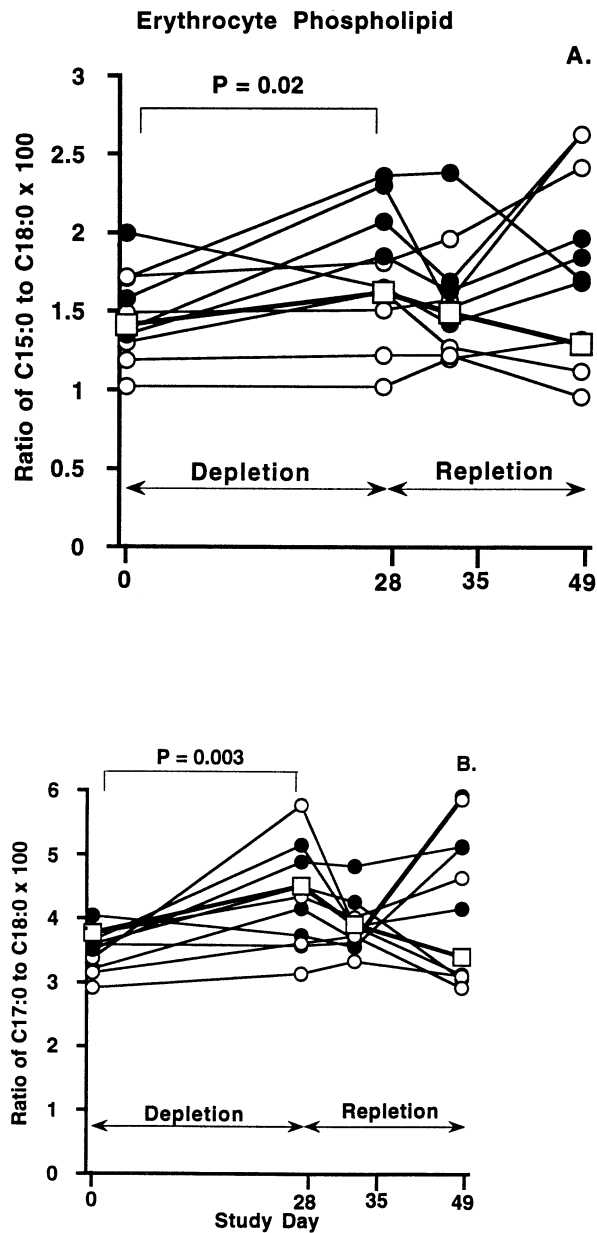 Erythrocyte Phospholipid
A.
P = 0.02
Ratio of C15:0 to C18:0 x 100
3
2.5
2
1.5
1
0.5
0
Depletion
Repletion
0
28
35
49
B.
P = 0.003
Ratio of C17:0 to C18:0 x 100
6
5
4
3
2
1
0
Depletion
Repletion
0
28
35
49
Study Day